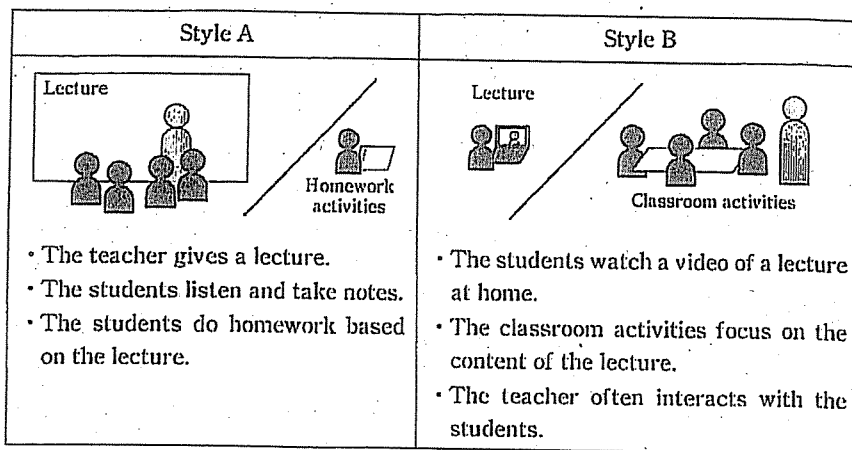 Style A
Lecture
Homework
activities
・The teacher gives a lecture.
・The students listen and take notes.
・The students do homework based
on the lecture.
Style B
Lecture
Classroom activities
・The students watch a video of a lecture
at home.
・The classroom activities focus on the
content of the lecture.
・The teacher often interacts with the
students.